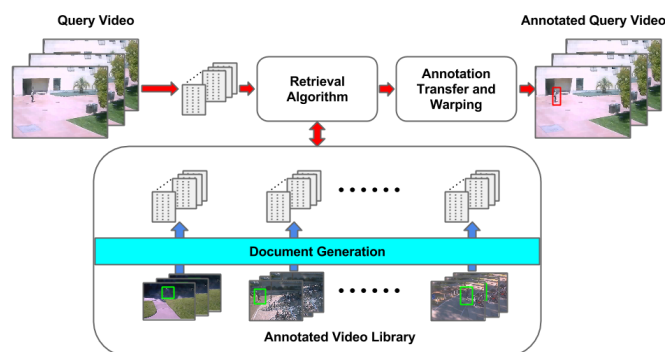 Query Video
Annotated Query Video
Retrieval
Algorithm
Annotation
Transfer and
Warping
Document Generation
Annotated Video Library